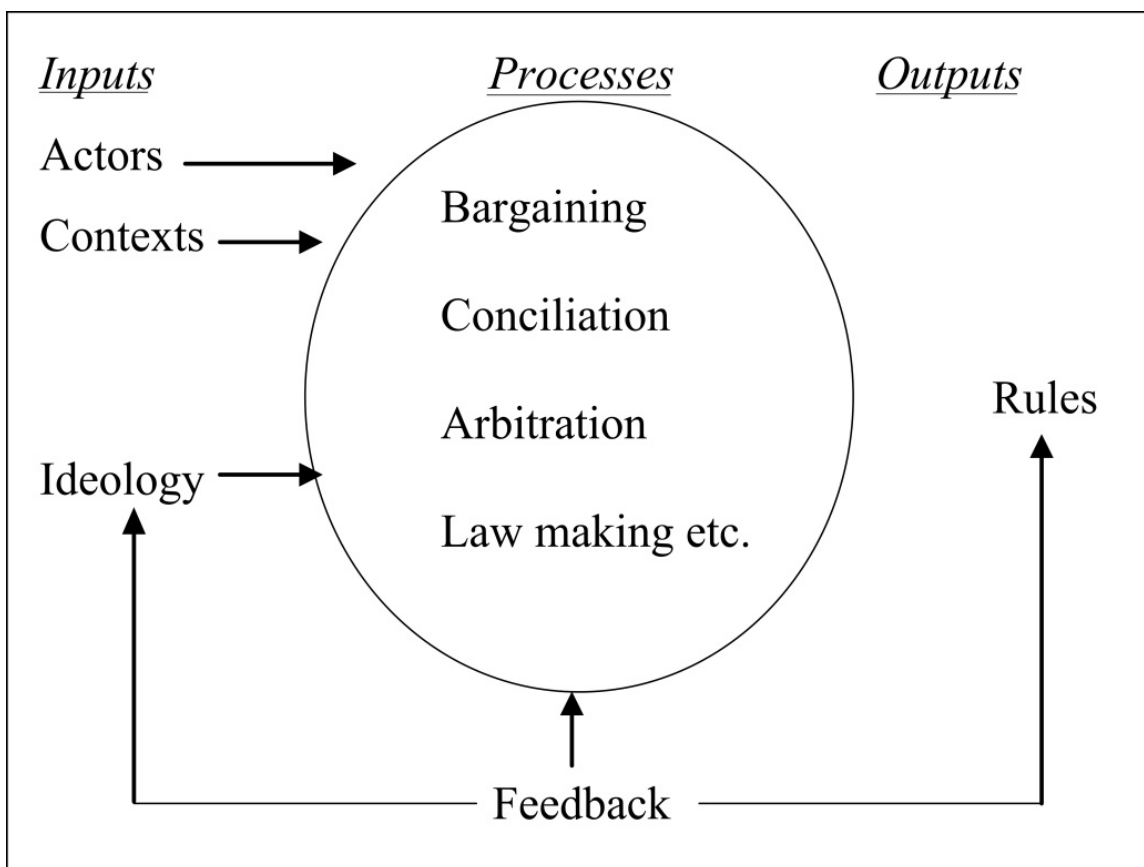 Inputs
Processes
Outputs
Actors
Contexts
Bargaining
Conciliation
Arbitration
Rules
Ideology
Law making etc.
Feedback